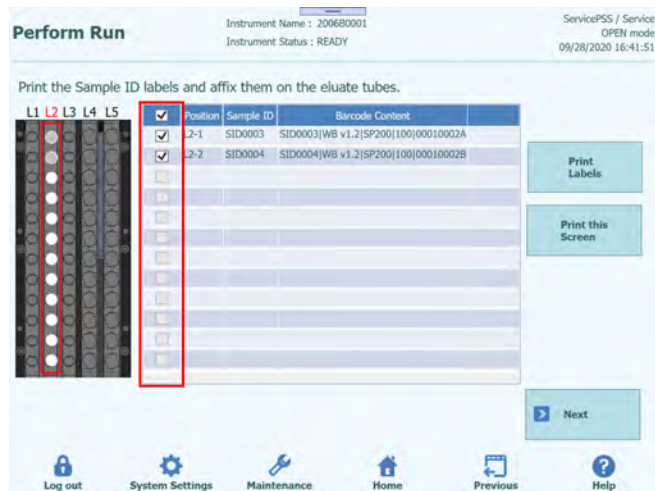 Perform Run
Instrument Name : 2006B0001
Instrument Status : READY
ServicePSS / Service
OPEN mode
09/28/2020 16:41:51
Print the Sample ID labels and affix them on the eluate tubes.
L1 L2 L3 L4 L5
Position Sample ID Barcode Content
L2-1 SID0003 SID0003|WB v1.2|SP200|100|00010002A
L2-2 SID0004 SID0004|WB v1.2|SP200|100|00010002B
Print
Labels
Print this
Screen
Next
Log out System Settings Maintenance Home Previous Help